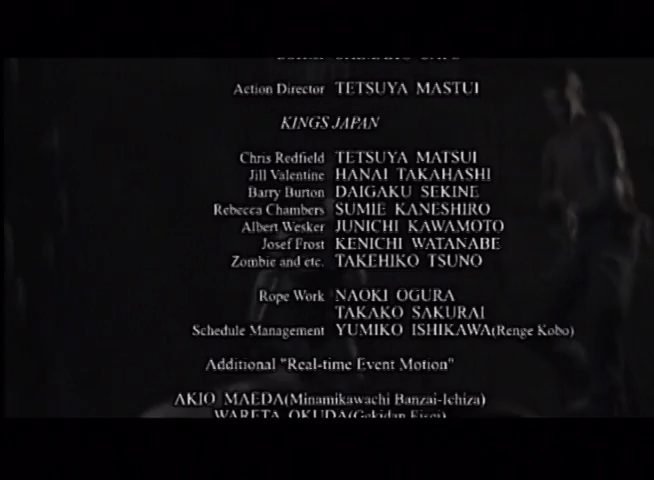 Action Director TETSUYA MASTUI
KINGS JAPAN
Chris Redfield TETSUYA MATSUI
Jill Valentine HANAI TAKAHASHI
Barry Burton DAIGAKU SEKINE
Rebecca Chambers SUMIE KANESHIRO
Albert Wesker JUNICHI KAWAMOTO
Josef Frost KENICHI WATANABE
Zombie and etc. TAKEHIKO TSUNO
Rope Work NAOKI OGURA
TAKAKO SAKURAI
Schedule Management YUMIKO ISHIKAWA(Renge Kobo)
Additional "Real-time Event Motion"
AKIO MAEDA(Minamikawachi Banzai-Ichiza)
WARETA OKUDA(Gekidan